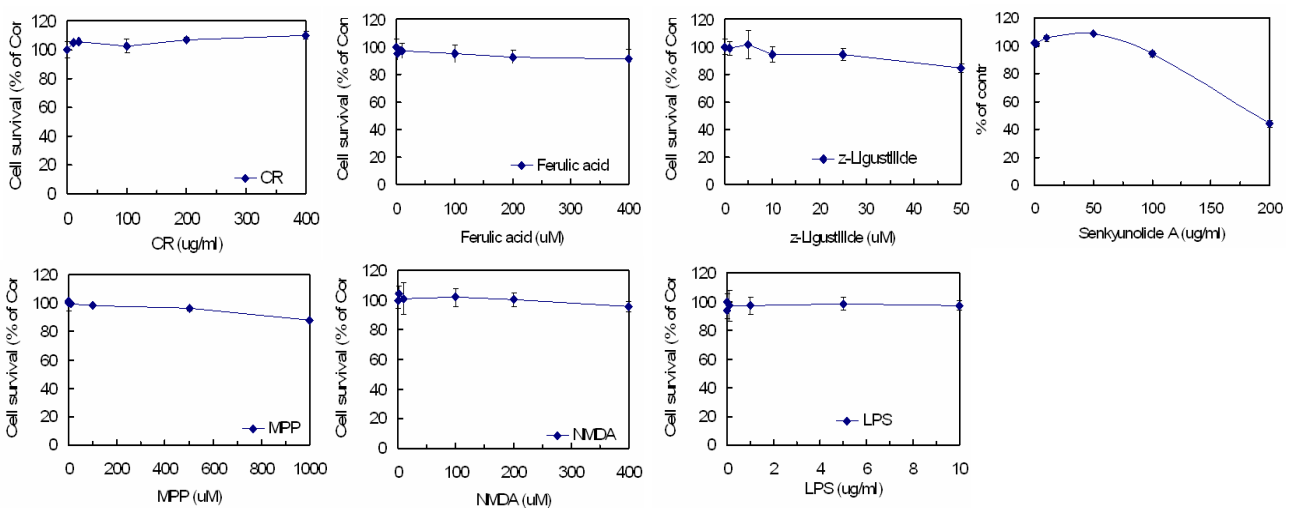 Cell survival (% of Cor
120
100
80
60
40
20
0
0 100 200 300 400
CR (ug/ml)
CR
Cell survival (% of Con
120
100
80
60
40
20
0
0 100 200 300 400
Ferulic acid (uM)
Ferulic acid
Cell survival (% of Con
120
100
80
60
40
20
0
0 10 20 30 40 50
z-Ligustilide (uM)
z-Ligustilide
% of contr
120
100
80
60
40
20
0
0 50 100 150 200
Senkyunolide A (ug/ml)
Cell survival (% of Cor
120
100
80
60
40
20
0
0 200 400 600 800 1000
MPP (uM)
MPP
Cell survival (% of Cor
120
100
80
60
40
20
0
0 100 200 300 400
NMDA (uM)
NMDA
Cell survival (% of Cor
120
100
80
60
40
20
0
0 2 4 6 8 10
LPS (ug/ml)
LPS